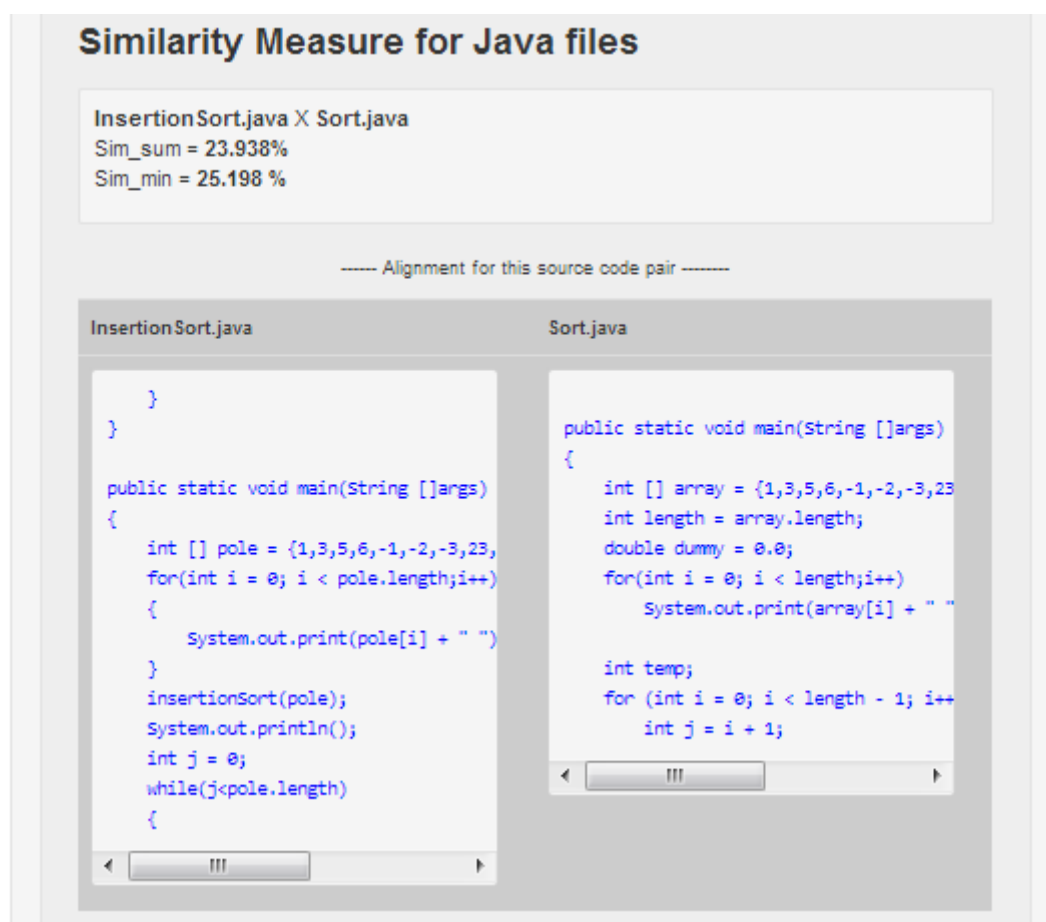 Similarity Measure for Java files
InsertionSort.java X Sort.java
Sim_sum = 23.938%
Sim_min = 25.198 %
------ Alignment for this source code pair --------
InsertionSort.java
    }
}
public static void main(String []args)
{
    int [] pole = {1,3,5,6,-1,-2,-3,23,
    for(int i = 0; i < pole.length;i++)
    {
        System.out.print(pole[i] + " ")
    }
    insertionSort(pole);
    System.out.println();
    int j = 0;
    while(j<pole.length)
    {
Sort.java
public static void main(String []args)
{
    int [] array = {1,3,5,6,-1,-2,-3,23
    int length = array.length;
    double dummy = 0.0;
    for(int i = 0; i < length;i++)
        System.out.print(array[i] + " "
    int temp;
    for (int i = 0; i < length - 1; i++
        int j = i + 1;